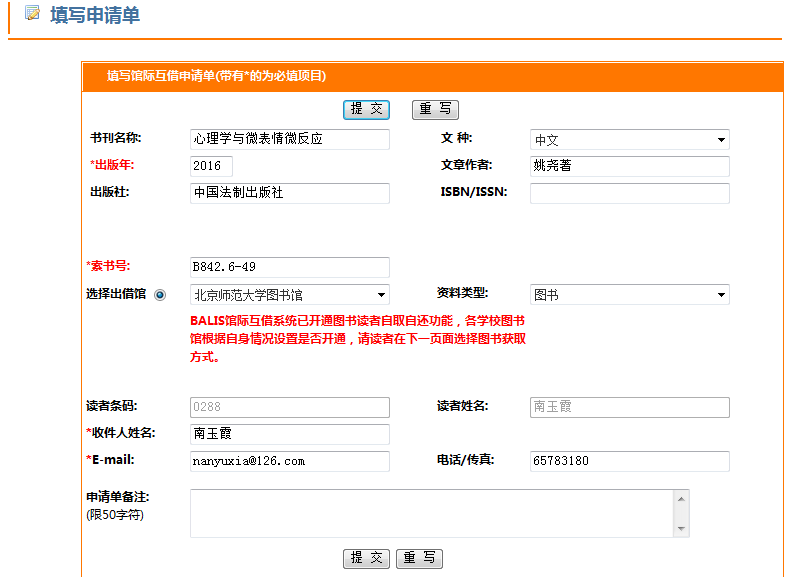 填写申请单
填写馆际互借申请单(带有*的为必填项目)
提 交 重 写
书刊名称: 心理学与微表情微反应 文 种: 中文
*出版年: 2016 文章作者: 姚尧著
出版社: 中国法制出版社 ISBN/ISSN:
*索书号: B842.6-49
选择出借馆 北京师范大学图书馆 资料类型: 图书
BALIS馆际互借系统已开通图书读者自取自还功能，各学校图书
馆根据自身情况设置是否开通，请读者在下一页面选择图书获取
方式。
读者条码: 0288 读者姓名: 南玉霞
*收件人姓名: 南玉霞
*E-mail: nanyuxia@126.com 电话/传真: 65783180
申请单备注:
(限50字符)
提 交 重 写